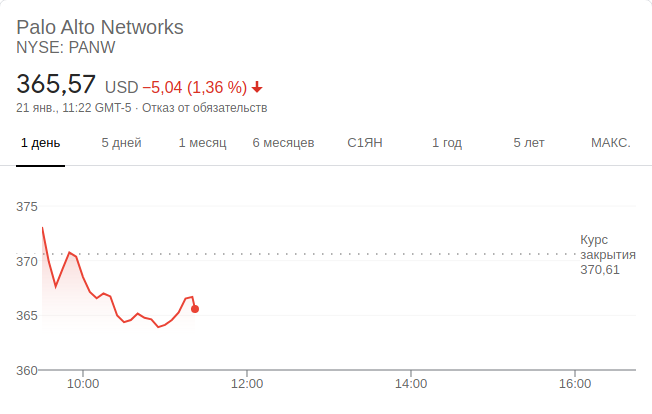 Palo Alto Networks
NYSE: PANW
365,57 USD −5,04 (1,36 %)
21 янв., 11:22 GMT-5 · Отказ от обязательств
1 день 5 дней 1 месяц 6 месяцев С1ЯН 1 год 5 лет МАКС.
375
Курс
закрытия
370,61
370
365
360
10:00 12:00 14:00 16:00